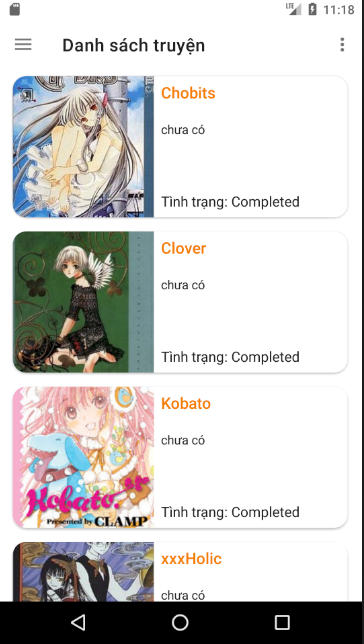 LTE 11:18
Danh sách truyện
Chobits
chưa có
Tình trạng: Completed
Clover
chưa có
Tình trạng: Completed
Kobato
chưa có
Kobato.
Presented by CLAMP
Tình trạng: Completed
xxxHolic
chưa có